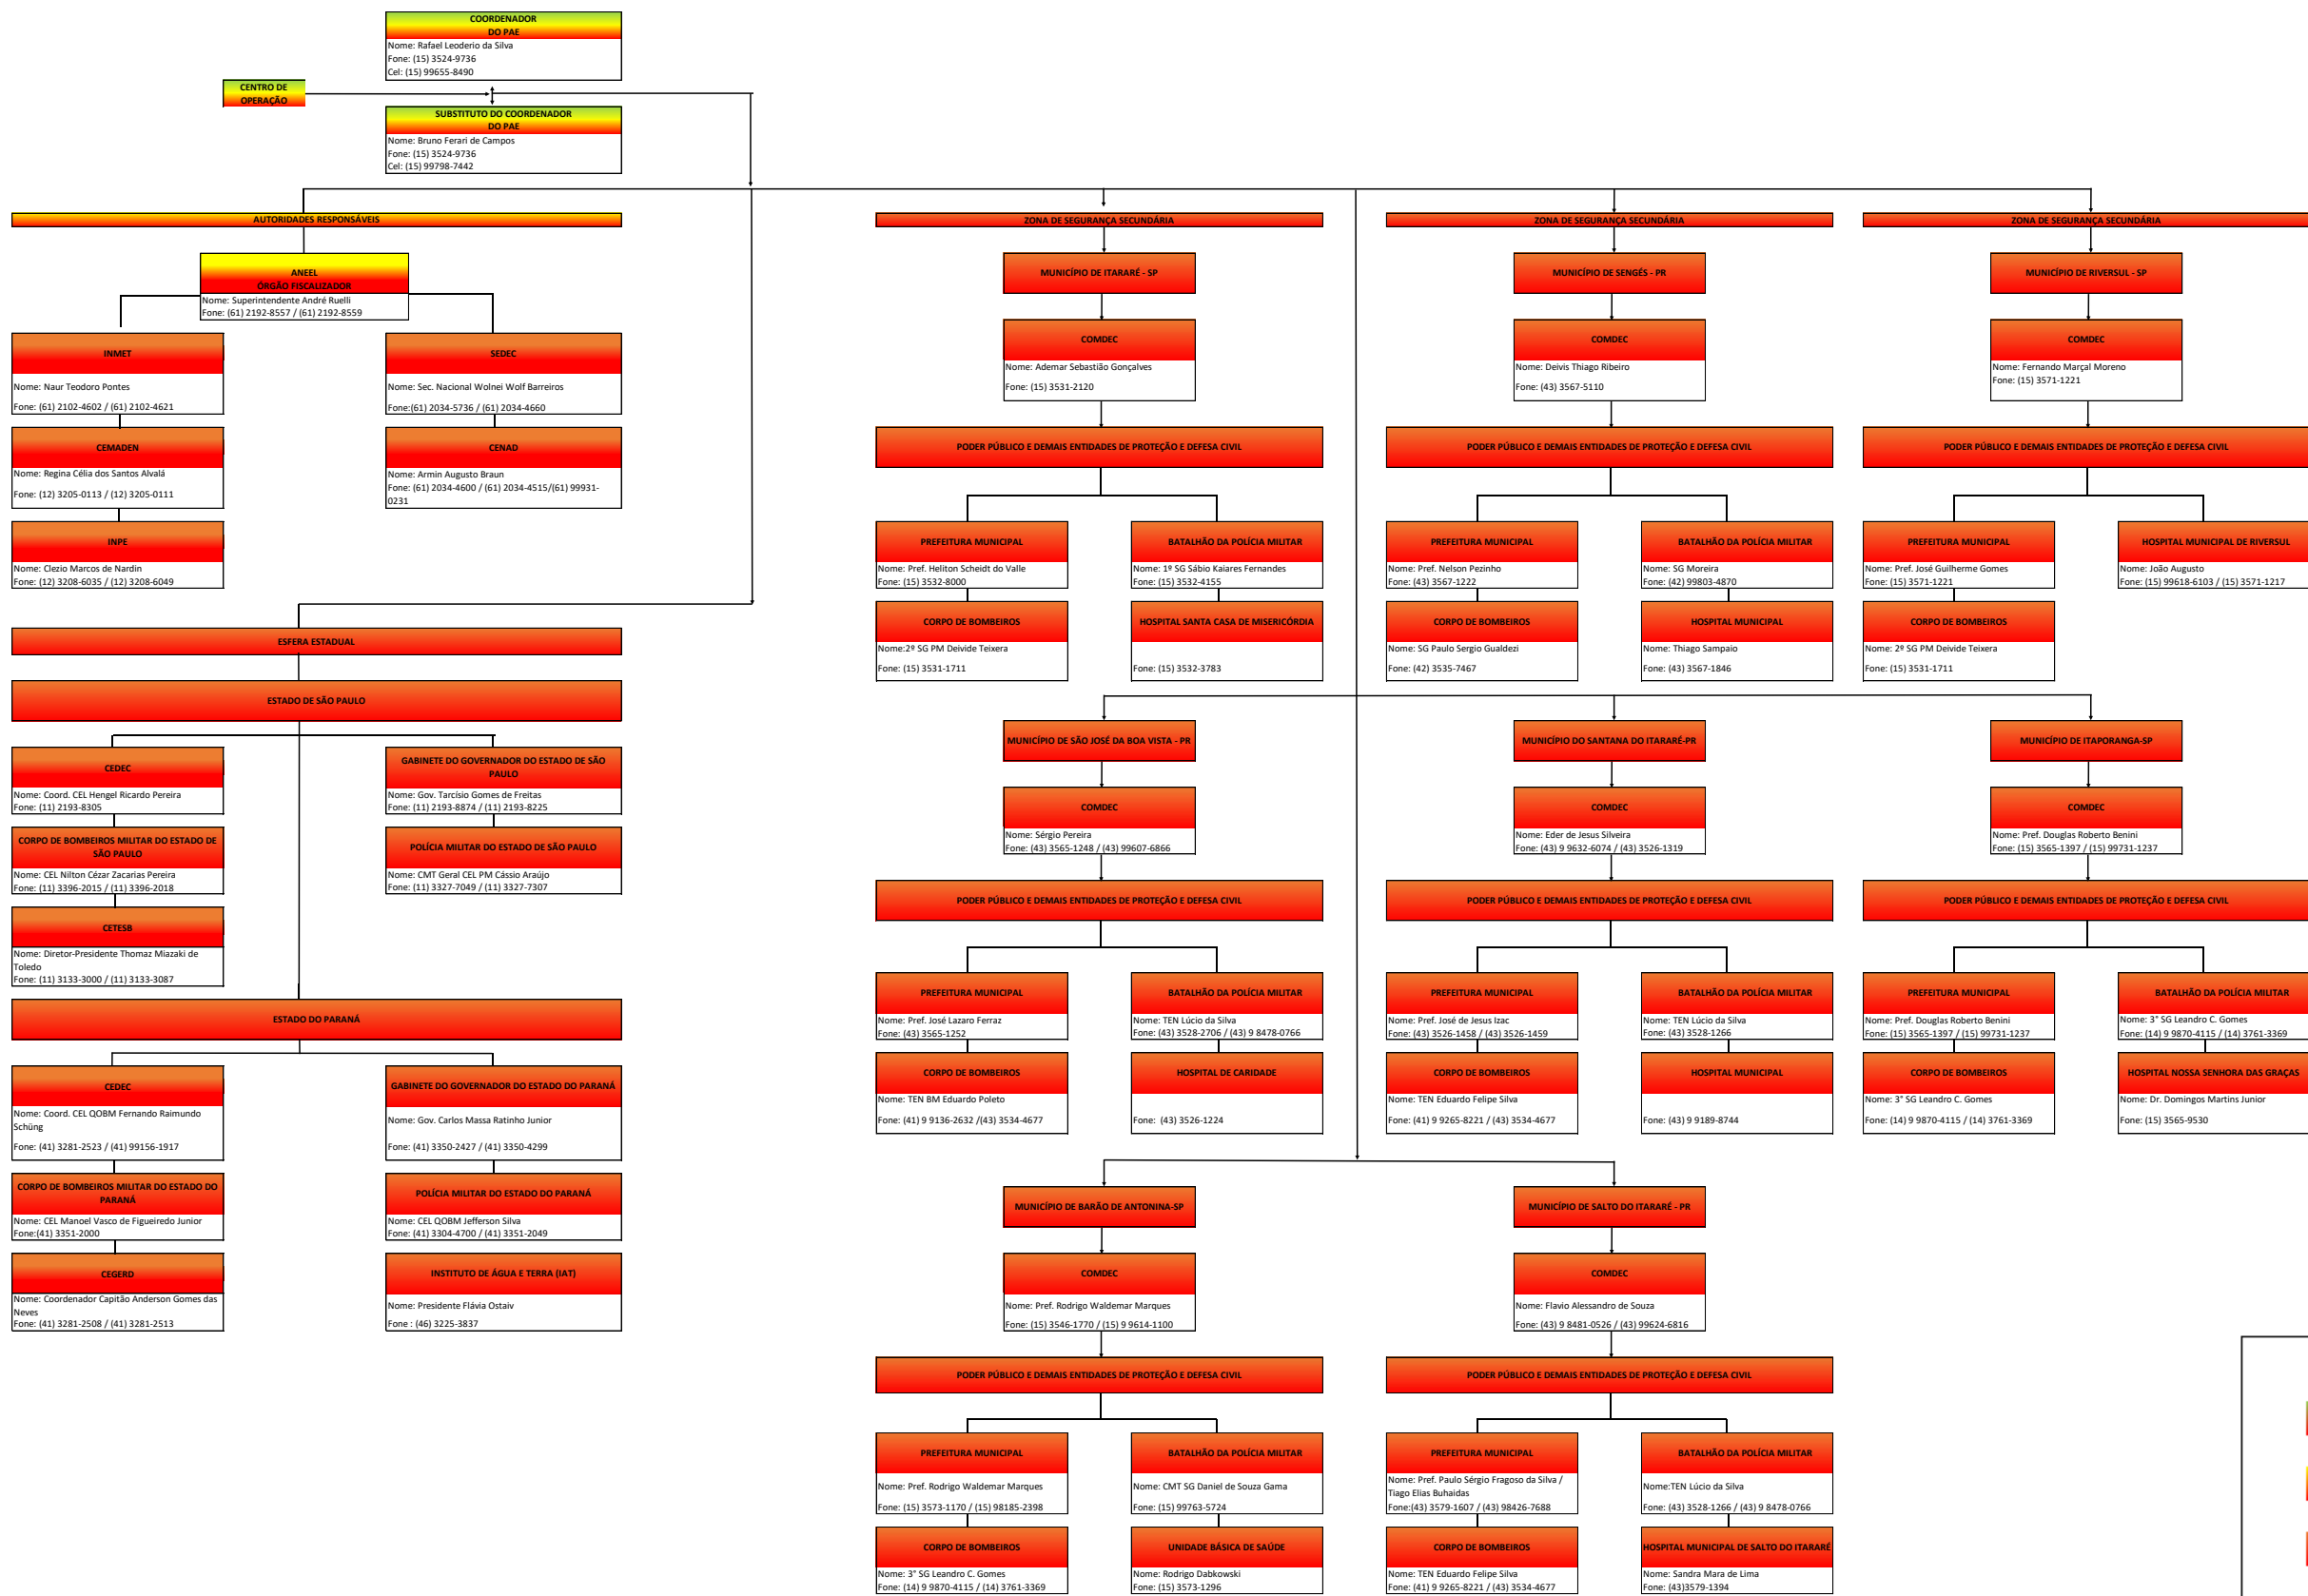 COORDENADOR
DO PAE
Nome: Rafael Leoderio da Silva
Fone: (15) 3524-9736
Cel: (15) 99655-8490
CENTRO DE
OPERAÇÃO
SUBSTITUTO DO COORDENADOR
DO PAE
Nome: Bruno Ferari de Campos
Fone: (15) 3524-9736
Cel: (15) 99798-7442
AUTORIDADES RESPONSÁVEIS
ANEEL
ÓRGÃO FISCALIZADOR
Nome: Superintendente André Ruelli
Fone: (61) 2192-8557 / (61) 2192-8559
INMET
Nome: Naur Teodoro Pontes
Fone: (61) 2102-4602 / (61) 2102-4621
SEDEC
Nome: Sec. Nacional Wolnei Wolf Barreiros
Fone:(61) 2034-5736 / (61) 2034-4660
CEMADEN
Nome: Regina Célia dos Santos Alvalá
Fone: (12) 3205-0113 / (12) 3205-0111
CENAD
Nome: Armin Augusto Braun
Fone: (61) 2034-4600 / (61) 2034-4515/(61) 99931-
0231
INPE
Nome: Clezio Marcos de Nardin
Fone: (12) 3208-6035 / (12) 3208-6049
ESFERA ESTADUAL
ESTADO DE SÃO PAULO
CEDEC
Nome: Coord. CEL Hengel Ricardo Pereira
Fone: (11) 2193-8305
GABINETE DO GOVERNADOR DO ESTADO DE SÃO
PAULO
Nome: Gov. Tarcísio Gomes de Freitas
Fone: (11) 2193-8874 / (11) 2193-8225
CORPO DE BOMBEIROS MILITAR DO ESTADO DE
SÃO PAULO
Nome: CEL Nilton Cézar Zacarias Pereira
Fone: (11) 3396-2015 / (11) 3396-2018
POLÍCIA MILITAR DO ESTADO DE SÃO PAULO
Nome: CMT Geral CEL PM Cássio Araújo
Fone: (11) 3327-7049 / (11) 3327-7307
CETESB
Nome: Diretor-Presidente Thomaz Miazaki de
Toledo
Fone: (11) 3133-3000 / (11) 3133-3087
ESTADO DO PARANÁ
CEDEC
Nome: Coord. CEL QOBM Fernando Raimundo
Schüng
Fone: (41) 3281-2523 / (41) 99156-1917
GABINETE DO GOVERNADOR DO ESTADO DO PARANÁ
Nome: Gov. Carlos Massa Ratinho Junior
Fone: (41) 3350-2427 / (41) 3350-4299
CORPO DE BOMBEIROS MILITAR DO ESTADO DO
PARANÁ
Nome: CEL Manoel Vasco de Figueiredo Junior
Fone:(41) 3351-2000
POLÍCIA MILITAR DO ESTADO DO PARANÁ
Nome: CEL QOBM Jefferson Silva
Fone: (41) 3304-4700 / (41) 3351-2049
CEGERD
Nome: Coordenador Capitão Anderson Gomes das
Neves
Fone: (41) 3281-2508 / (41) 3281-2513
INSTITUTO DE ÁGUA E TERRA (IAT)
Nome: Presidente Flávia Ostaiv
Fone : (46) 3225-3837
ZONA DE SEGURANÇA SECUNDÁRIA
MUNICÍPIO DE ITARARÉ - SP
COMDEC
Nome: Ademar Sebastião Gonçalves
Fone: (15) 3531-2120
PODER PÚBLICO E DEMAIS ENTIDADES DE PROTEÇÃO E DEFESA CIVIL
PREFEITURA MUNICIPAL
Nome: Pref. Heliton Scheidt do Valle
Fone: (15) 3532-8000
BATALHÃO DA POLÍCIA MILITAR
Nome: 1º SG Sábio Kaiares Fernandes
Fone: (15) 3532-4155
CORPO DE BOMBEIROS
Nome:2º SG PM Deivide Teixera
Fone: (15) 3531-1711
HOSPITAL SANTA CASA DE MISERICÓRDIA
Fone: (15) 3532-3783
ZONA DE SEGURANÇA SECUNDÁRIA
MUNICÍPIO DE SENGÉS - PR
COMDEC
Nome: Deivis Thiago Ribeiro
Fone: (43) 3567-5110
PODER PÚBLICO E DEMAIS ENTIDADES DE PROTEÇÃO E DEFESA CIVIL
PREFEITURA MUNICIPAL
Nome: Pref. Nelson Pezinho
Fone: (43) 3567-1222
BATALHÃO DA POLÍCIA MILITAR
Nome: SG Moreira
Fone: (42) 99803-4870
CORPO DE BOMBEIROS
Nome: SG Paulo Sergio Gualdezi
Fone: (42) 3535-7467
HOSPITAL MUNICIPAL
Nome: Thiago Sampaio
Fone: (43) 3567-1846
ZONA DE SEGURANÇA SECUNDÁRIA
MUNICÍPIO DE RIVERSUL - SP
COMDEC
Nome: Fernando Marçal Moreno
Fone: (15) 3571-1221
PODER PÚBLICO E DEMAIS ENTIDADES DE PROTEÇÃO E DEFESA CIVIL
PREFEITURA MUNICIPAL
Nome: Pref. José Guilherme Gomes
Fone: (15) 3571-1221
HOSPITAL MUNICIPAL DE RIVERSUL
Nome: João Augusto
Fone: (15) 99618-6103 / (15) 3571-1217
CORPO DE BOMBEIROS
Nome: 2º SG PM Deivide Teixera
Fone: (15) 3531-1711
MUNICÍPIO DE SÃO JOSÉ DA BOA VISTA - PR
COMDEC
Nome: Sérgio Pereira
Fone: (43) 3565-1248 / (43) 99607-6866
PODER PÚBLICO E DEMAIS ENTIDADES DE PROTEÇÃO E DEFESA CIVIL
PREFEITURA MUNICIPAL
Nome: Pref. José Lazaro Ferraz
Fone: (43) 3565-1252
BATALHÃO DA POLÍCIA MILITAR
Nome: TEN Lúcio da Silva
Fone: (43) 3528-2706 / (43) 9 8478-0766
CORPO DE BOMBEIROS
Nome: TEN BM Eduardo Poleto
Fone: (41) 9 9136-2632 /(43) 3534-4677
HOSPITAL DE CARIDADE
Fone: (43) 3526-1224
MUNICÍPIO DO SANTANA DO ITARARÉ-PR
COMDEC
Nome: Eder de Jesus Silveira
Fone: (43) 9 9632-6074 / (43) 3526-1319
PODER PÚBLICO E DEMAIS ENTIDADES DE PROTEÇÃO E DEFESA CIVIL
PREFEITURA MUNICIPAL
Nome: Pref. José de Jesus Izac
Fone: (43) 3526-1458 / (43) 3526-1459
BATALHÃO DA POLÍCIA MILITAR
Nome: TEN Lúcio da Silva
Fone: (43) 3528-1266
CORPO DE BOMBEIROS
Nome: TEN Eduardo Felipe Silva
Fone: (41) 9 9265-8221 / (43) 3534-4677
HOSPITAL MUNICIPAL
Fone: (43) 9 9189-8744
MUNICÍPIO DE ITAPORANGA-SP
COMDEC
Nome: Pref. Douglas Roberto Benini
Fone: (15) 3565-1397 / (15) 99731-1237
PODER PÚBLICO E DEMAIS ENTIDADES DE PROTEÇÃO E DEFESA CIVIL
PREFEITURA MUNICIPAL
Nome: Pref. Douglas Roberto Benini
Fone: (15) 3565-1397 / (15) 99731-1237
BATALHÃO DA POLÍCIA MILITAR
Nome: 3° SG Leandro C. Gomes
Fone: (14) 9 9870-4115 / (14) 3761-3369
CORPO DE BOMBEIROS
Nome: 3° SG Leandro C. Gomes
Fone: (14) 9 9870-4115 / (14) 3761-3369
HOSPITAL NOSSA SENHORA DAS GRAÇAS
Nome: Dr. Domingos Martins Junior
Fone: (15) 3565-9530
MUNICÍPIO DE BARÃO DE ANTONINA-SP
COMDEC
Nome: Pref. Rodrigo Waldemar Marques
Fone: (15) 3546-1770 / (15) 9 9614-1100
PODER PÚBLICO E DEMAIS ENTIDADES DE PROTEÇÃO E DEFESA CIVIL
PREFEITURA MUNICIPAL
Nome: Pref. Rodrigo Waldemar Marques
Fone: (15) 3573-1170 / (15) 98185-2398
BATALHÃO DA POLÍCIA MILITAR
Nome: CMT SG Daniel de Souza Gama
Fone: (15) 99763-5724
CORPO DE BOMBEIROS
Nome: 3° SG Leandro C. Gomes
Fone: (14) 9 9870-4115 / (14) 3761-3369
UNIDADE BÁSICA DE SAÚDE
Nome: Rodrigo Dabkowski
Fone: (15) 3573-1296
MUNICÍPIO DE SALTO DO ITARARÉ - PR
COMDEC
Nome: Flavio Alessandro de Souza
Fone: (43) 9 8481-0526 / (43) 99624-6816
PODER PÚBLICO E DEMAIS ENTIDADES DE PROTEÇÃO E DEFESA CIVIL
PREFEITURA MUNICIPAL
Nome: Pref. Paulo Sérgio Fragoso da Silva /
Tiago Elias Buhaidas
Fone:(43) 3579-1607 / (43) 98426-7688
BATALHÃO DA POLÍCIA MILITAR
Nome:TEN Lúcio da Silva
Fone: (43) 3528-1266 / (43) 9 8478-0766
CORPO DE BOMBEIROS
Nome: TEN Eduardo Felipe Silva
Fone: (41) 9 9265-8221 / (43) 3534-4677
HOSPITAL MUNICIPAL DE SALTO DO ITARARÉ
Nome: Sandra Mara de Lima
Fone: (43)3579-1394